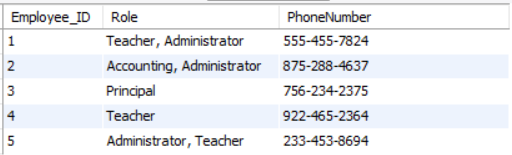 Employee_ID Role PhoneNumber
1 Teacher, Administrator 555-455-7824
2 Accounting, Administrator 875-288-4637
3 Principal 756-234-2375
4 Teacher 922-465-2364
5 Administrator, Teacher 233-453-8694